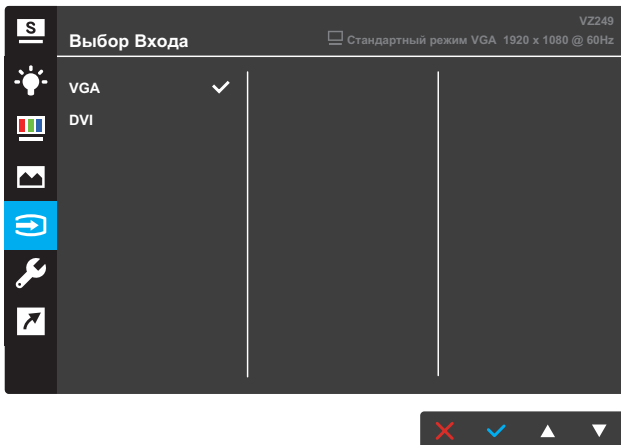 S
VZ249
Выбор Входа
Стандартный режим VGA 1920 x 1080 @ 60Hz
VGA
DVI